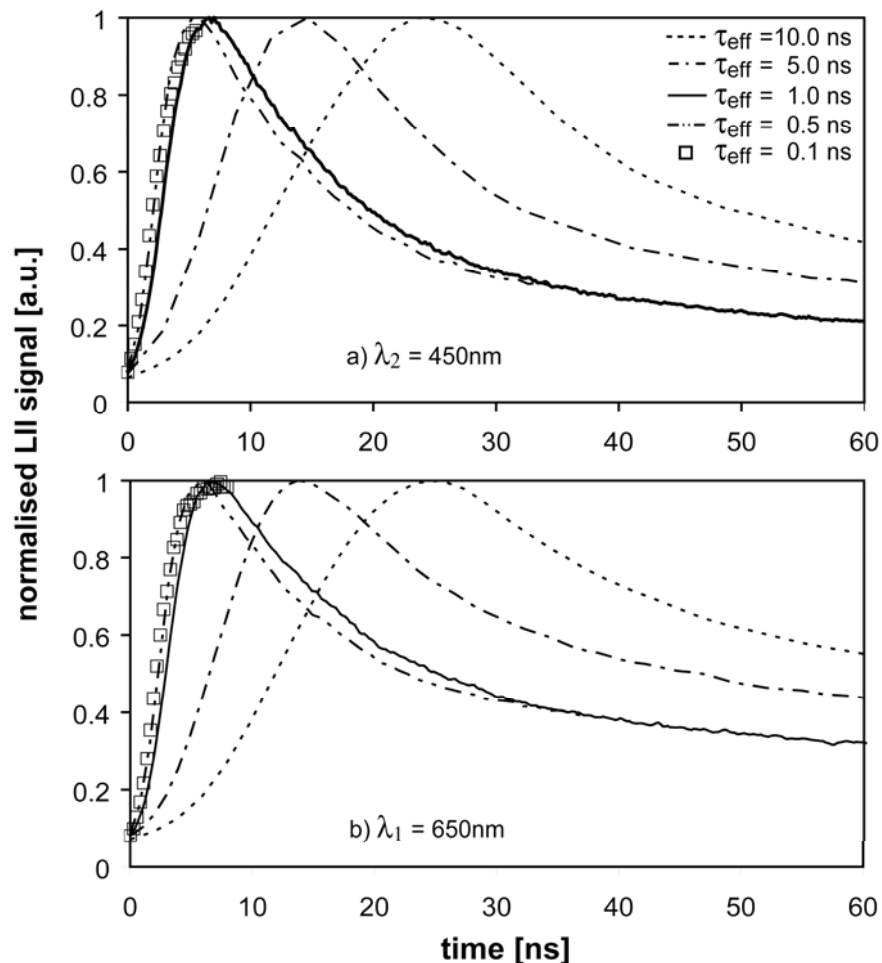 normalised LII signal [a.u.]
1
0.8
0.6
0.4
0.2
0
τeff =10.0 ns
τeff = 5.0 ns
τeff = 1.0 ns
τeff = 0.5 ns
τeff = 0.1 ns
a) λ2 = 450nm
0 10 20 30 40 50 60
1
0.8
0.6
0.4
0.2
0
b) λ1 = 650nm
0 10 20 30 40 50 60
time [ns]